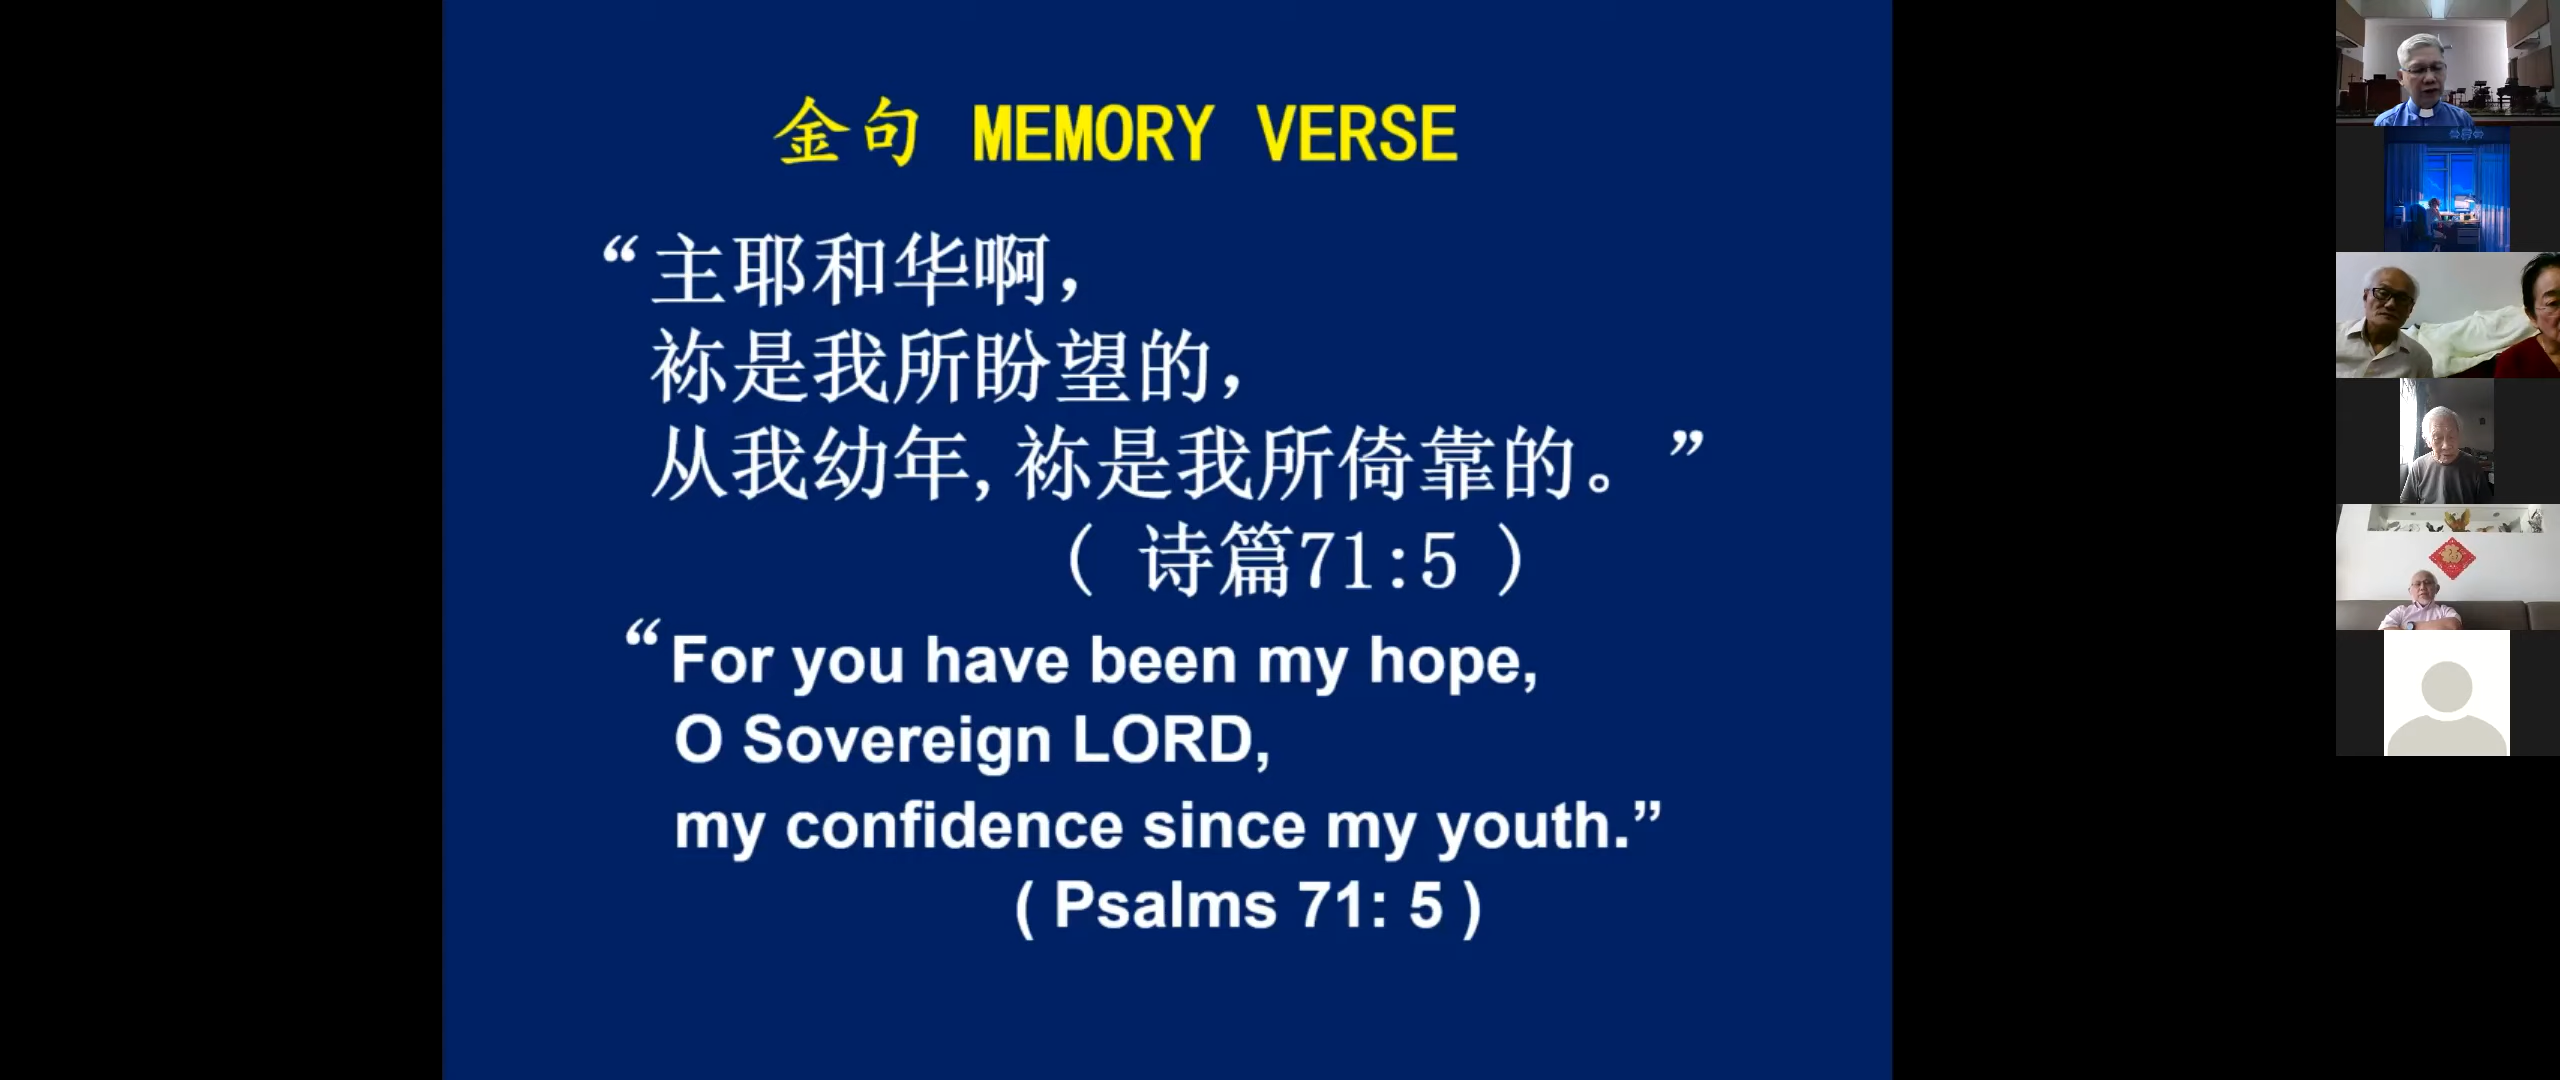 金句 MEMORY VERSE
“主耶和华啊，
祢是我所盼望的，
从我幼年,祢是我所倚靠的。”
( 诗篇71:5 )
“For you have been my hope,
O Sovereign LORD,
my confidence since my youth.”
( Psalms 71: 5 )
福